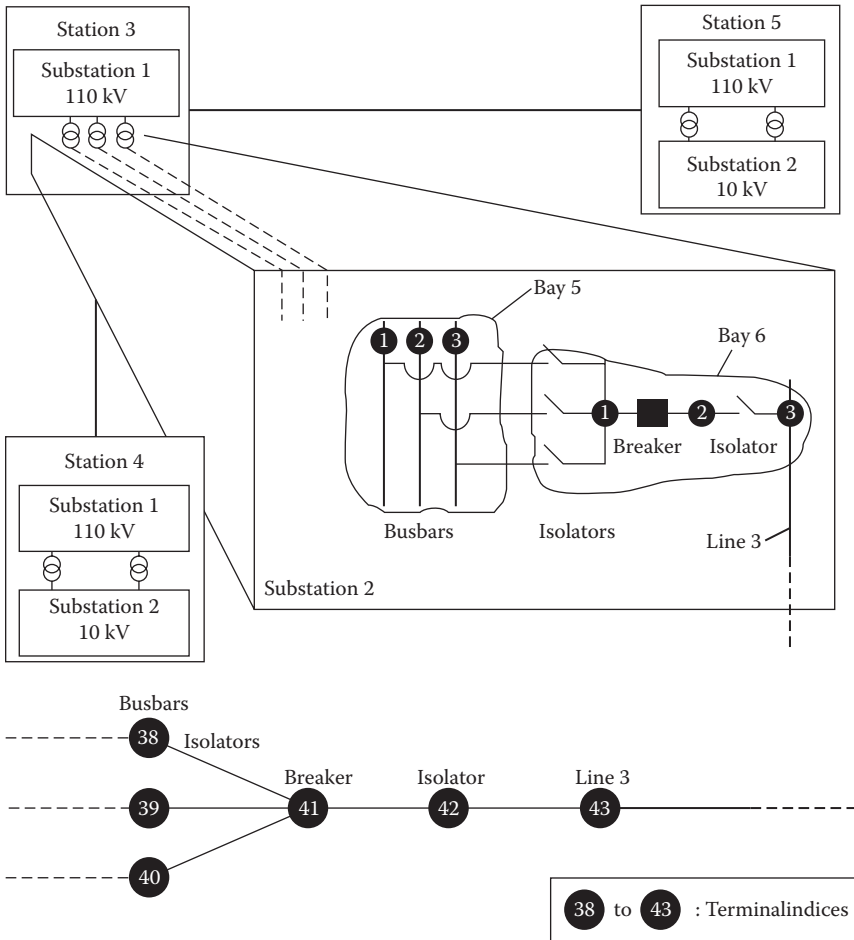 Station 3
Substation 1
110 kV
Station 5
Substation 1
110 kV
Substation 2
10 kV
Bay 5
Bay 6
1
2
3
1
2
3
Breaker
Isolator
Busbars
Isolators
Line 3
Substation 2
Station 4
Substation 1
110 kV
Substation 2
10 kV
Busbars
38
Isolators
Breaker
Isolator
Line 3
39
41
42
43
40
38 to 43 : Terminalindices